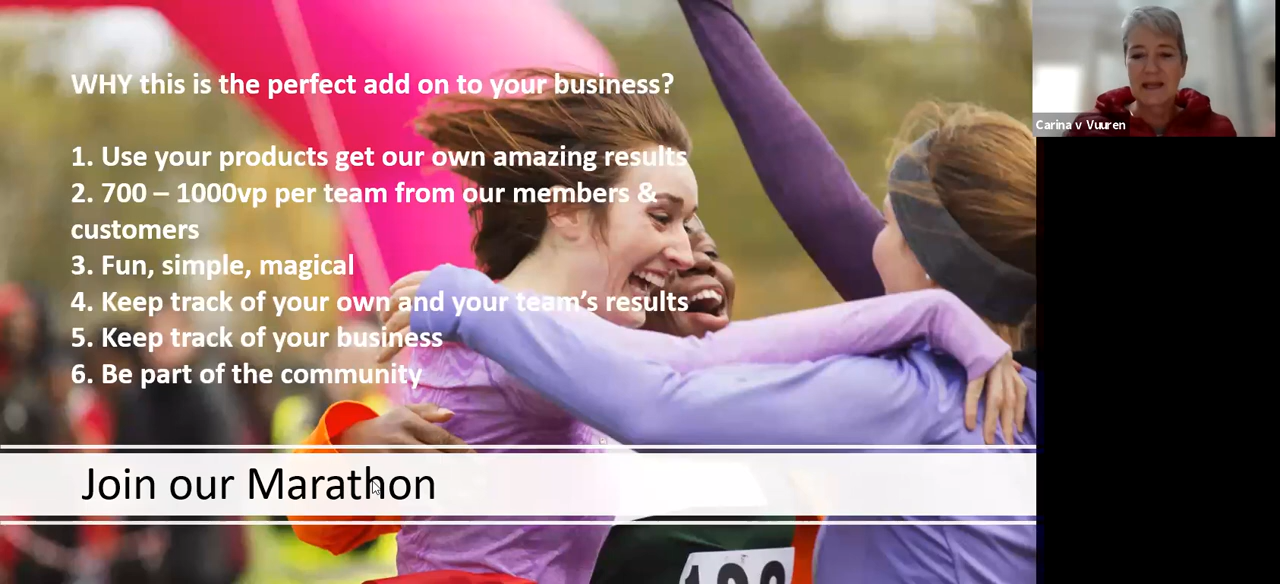 WHY this is the perfect add on to your business?
1. Use your products get our own amazing results
2. 700 – 1000vp per team from our members &
customers
3. Fun, simple, magical
4. Keep track of your own and your team's results
5. Keep track of your business
6. Be part of the community
Join our Marathon
Carina v Vuuren